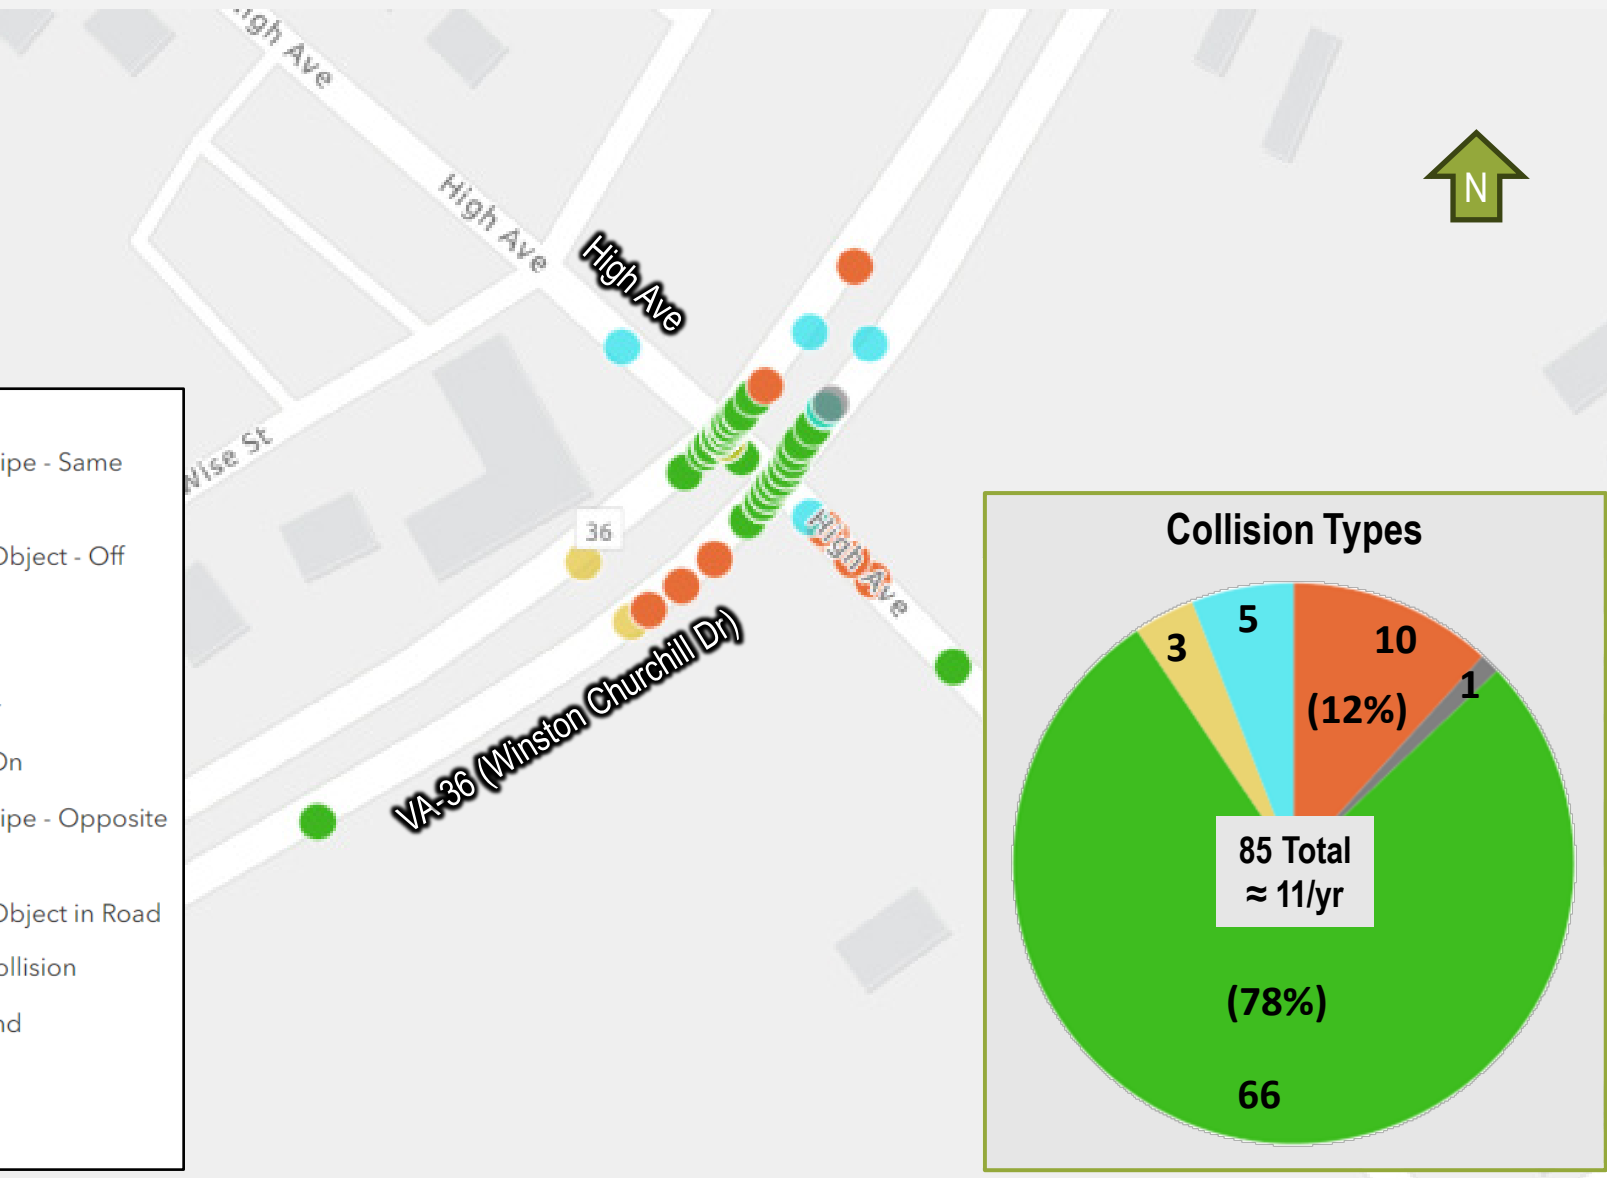 High Ave
High Ave
High Ave
N
Wise St
36
High Ave
VA-36 (Winston Churchill Dr)
ipe - Same
Object - Off
On
ipe - Opposite
Object in Road
ollision
nd
Collision Types
5
3
10
(12%)
1
85 Total
≈ 11/yr
(78%)
66